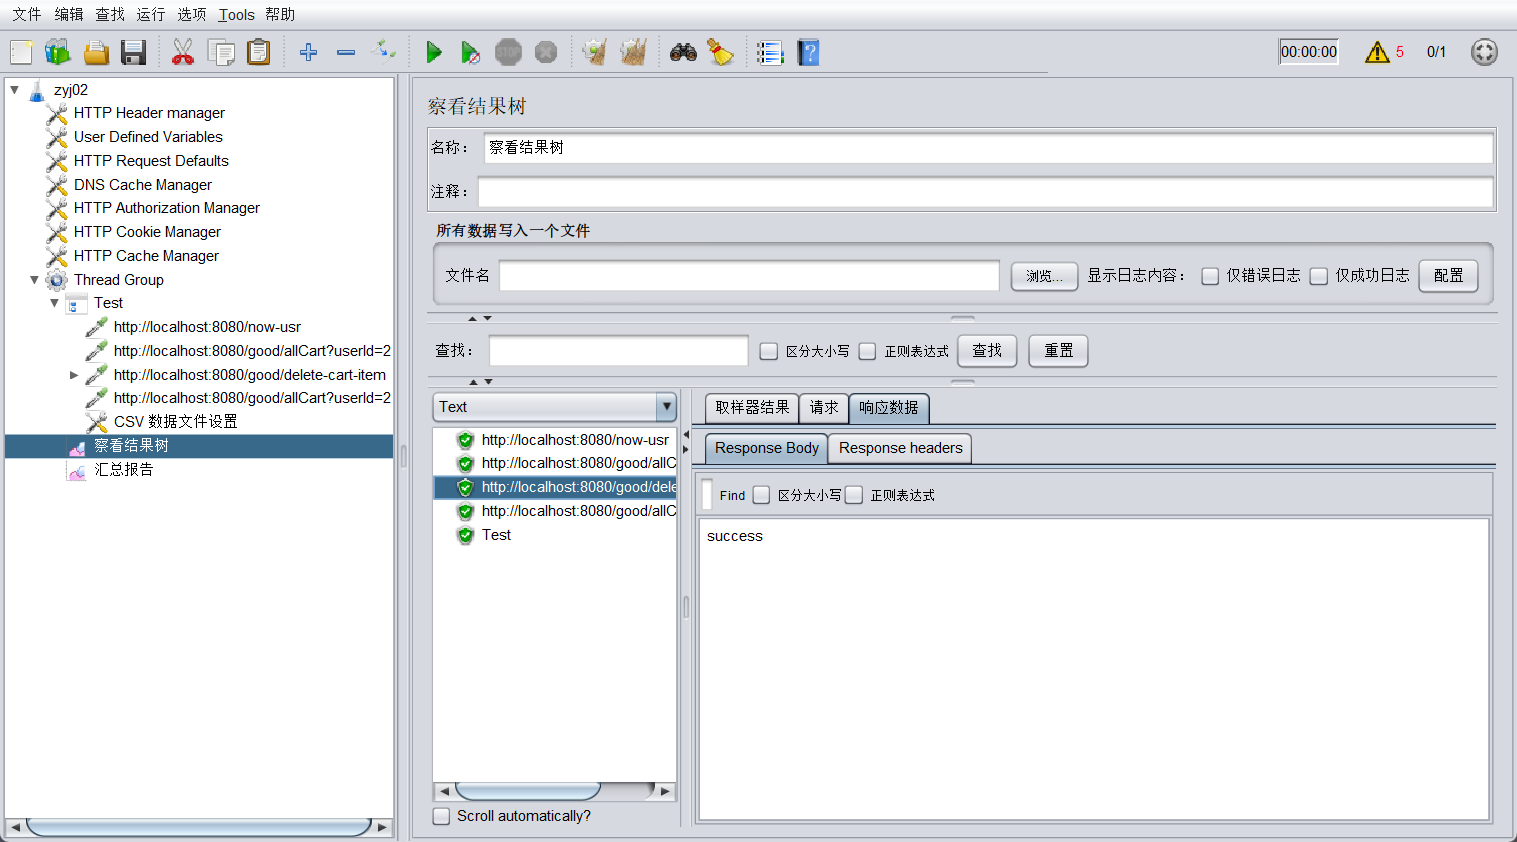 文件 编辑 查找 运行 选项 Tools 帮助
STOP
00:00:00
5
0/1
zyj02
HTTP Header manager
User Defined Variables
HTTP Request Defaults
DNS Cache Manager
HTTP Authorization Manager
HTTP Cookie Manager
HTTP Cache Manager
Thread Group
Test
http://localhost:8080/now-usr
http://localhost:8080/good/allCart?userId=2
http://localhost:8080/good/delete-cart-item
http://localhost:8080/good/allCart?userId=2
CSV 数据文件设置
察看结果树
汇总报告
察看结果树
名称： 察看结果树
注释：
所有数据写入一个文件
文件名 浏览... 显示日志内容： 仅错误日志 仅成功日志 配置
查找： 区分大小写 正则表达式 查找 重置
Text
http://localhost:8080/now-usr
http://localhost:8080/good/allC
http://localhost:8080/good/dele
http://localhost:8080/good/allC
Test
Scroll automatically?
取样器结果 请求 响应数据
Response Body Response headers
Find 区分大小写 正则表达式
success